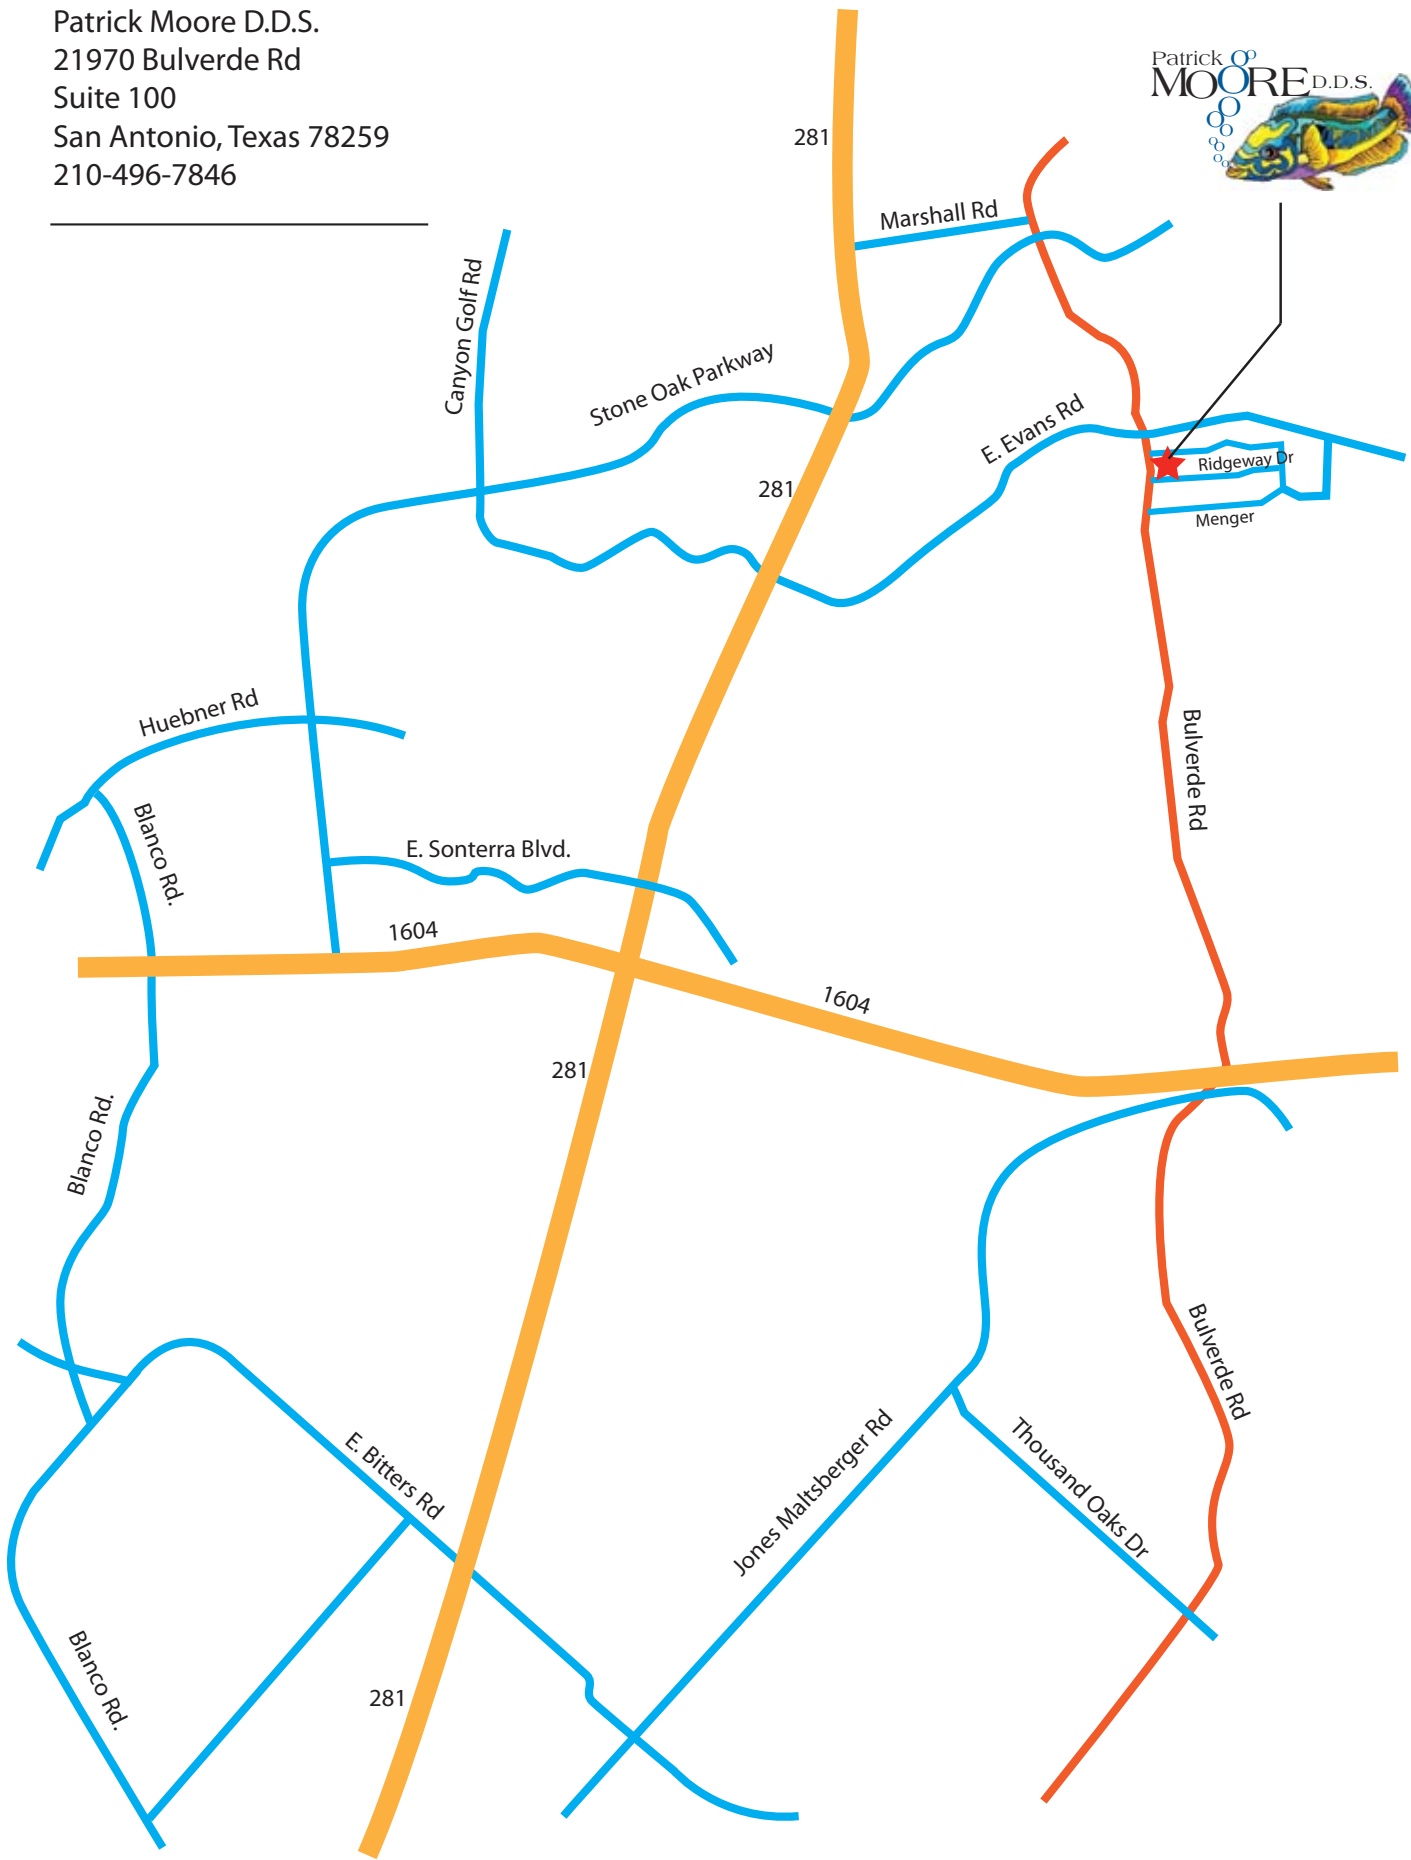 Patrick Moore D.D.S.
21970 Bulverde Rd
Suite 100
San Antonio, Texas 78259
210-496-7846
Patrick
MOORE D.D.S.
281
Marshall Rd
Canyon Golf Rd
Stone Oak Parkway
E. Evans Rd
Ridgeway Dr
281
Menger
Huebner Rd
Bulverde Rd
Blanco Rd.
E. Sonterra Blvd.
1604
1604
281
Blanco Rd.
Bulverde Rd
E. Bitters Rd
Jones Maltsberger Rd
Thousand Oaks Dr
Blanco Rd.
281